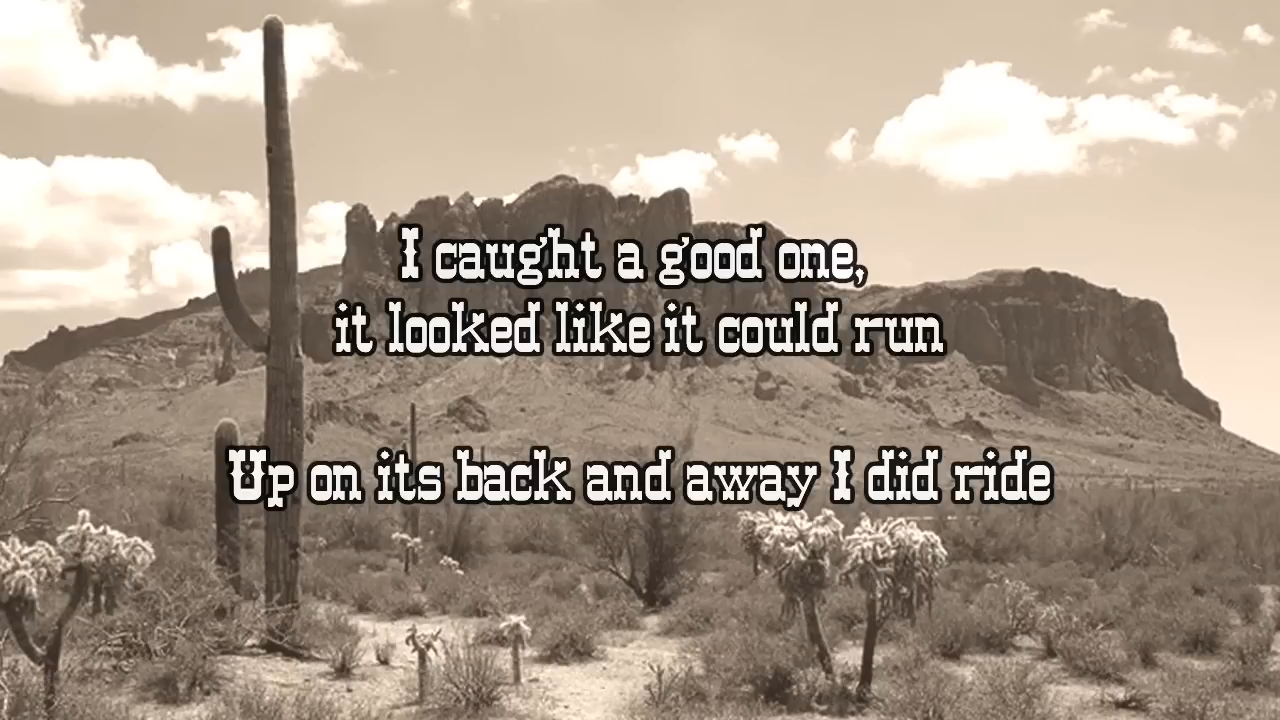 I caught a good one,
it looked like it could run
Up on its back and away I did ride